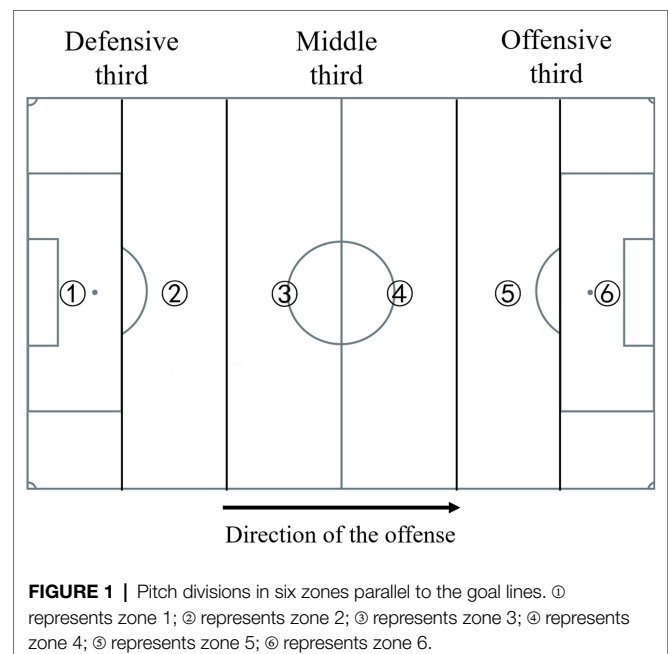 Defensive third
Middle third
Offensive third
① ② ③ ④ ⑤ ⑥
Direction of the offense
FIGURE 1 | Pitch divisions in six zones parallel to the goal lines. ①
represents zone 1; ② represents zone 2; ③ represents zone 3; ④ represents
zone 4; ⑤ represents zone 5; ⑥ represents zone 6.